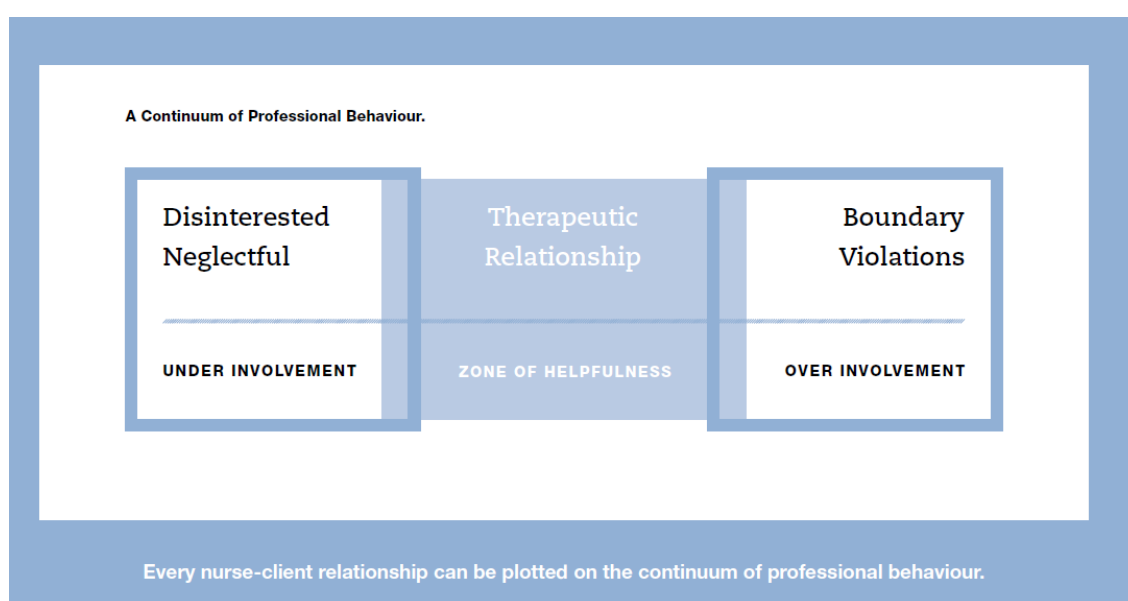 A Continuum of Professional Behaviour.
Disinterested
Neglectful
Therapeutic
Relationship
Boundary
Violations
UNDER INVOLVEMENT
ZONE OF HELPFULNESS
OVER INVOLVEMENT
Every nurse-client relationship can be plotted on the continuum of professional behaviour.